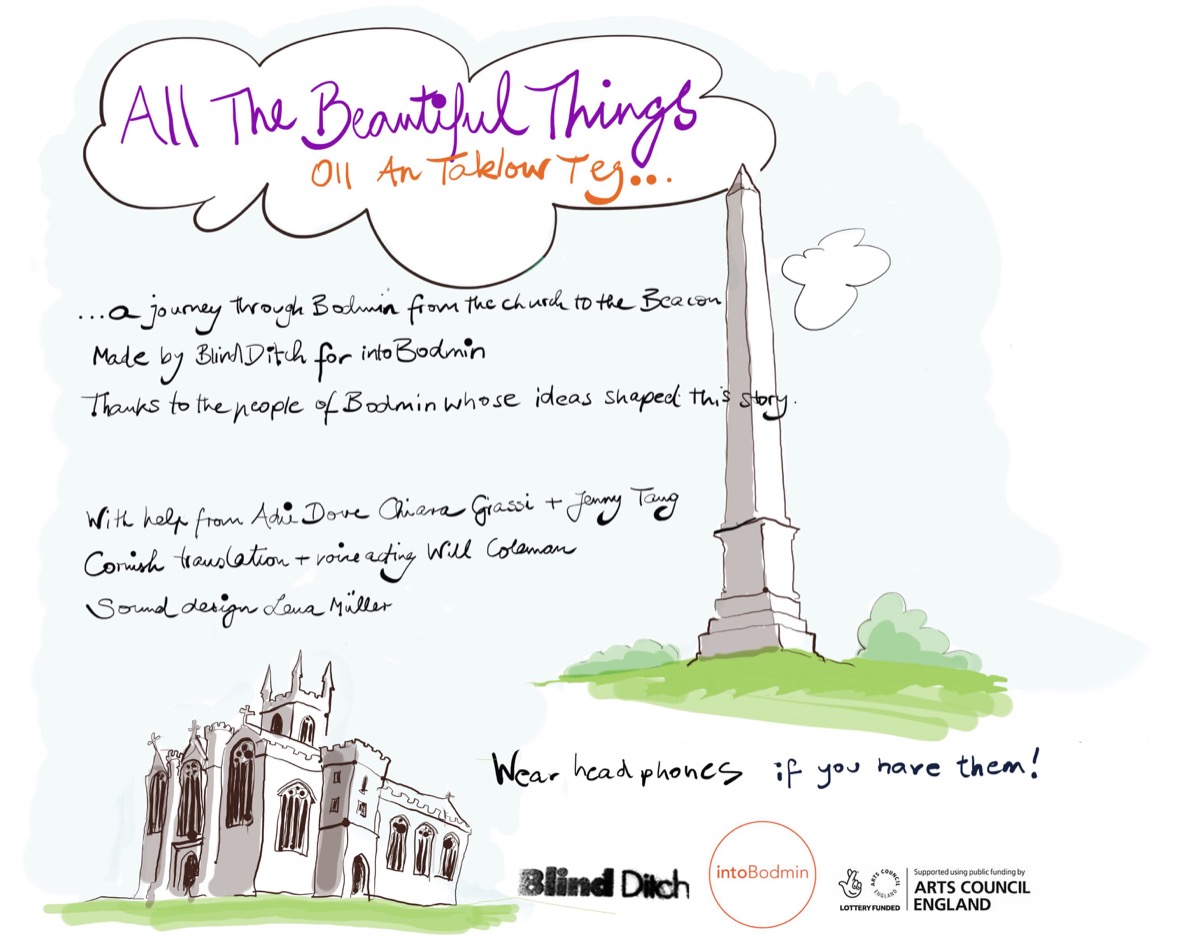 All The Beautiful Things
Oll An Taklow Teg...
...a journey through Bodmin from the church to the Beacon
Made by Blind Ditch for intoBodmin
Thanks to the people of Bodmin whose ideas shaped this story.
With help from Adie Dove Chiara Grassi + Jenny Tang
Cornish translation + voice acting Will Coleman
Sound design Lena Müller
Wear headphones if you have them!
Blind Ditch
intoBodmin
LOTTERY FUNDED
ARTS COUNCIL ENGLAND
Supported using public funding by
ARTS COUNCIL
ENGLAND